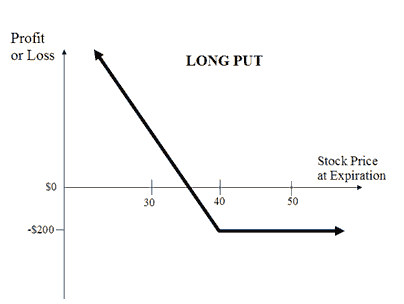 Profit
or Loss
LONG PUT
Stock Price
at Expiration
$0
30
40
50
-$200